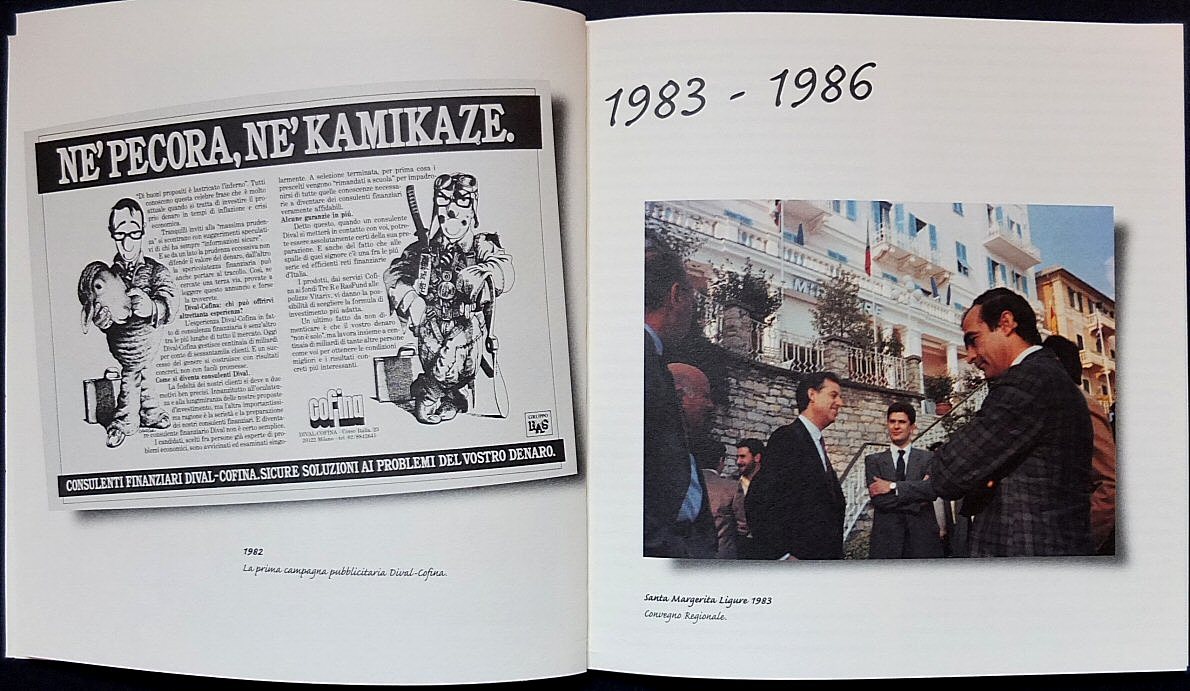 NE' PECORA, NE' KAMIKAZE.
"Di buoni propositi è lastricato l'inferno". Tutti
conoscono questa celebre frase che è molto
attuale quando si tratta di investire il pro-
prio denaro in tempi di inflazione e crisi
economica.
Tranquilli inviti alla "massima pruden-
za" si scontrano con suggerimenti speculati-
vi di chi ha sempre "informazioni sicure".
E se da un lato la prudenza eccessiva non
difende il valore del denaro, dall'altro
la spericolatezza finanziaria può
anche portare al tracollo. Così, se
cercate una terza via, provate a
leggere questo annuncio e forse
la troverete.
Dival-Cofina: chi può offrirvi
altrettanta esperienza?
L'esperienza Dival-Cofina in fat-
to di consulenza finanziaria è senz'altro
tra le più lunghe di tutto il mercato. Oggi
Dival-Cofina gestisce centinaia di miliardi
per conto di sessantamila clienti. E un suc-
cesso del genere si costruisce con risultati
concreti, non con facili promesse.
Come si diventa consulenti Dival.
La fedeltà dei nostri clienti si deve a due
motivi ben precisi. Innanzitutto all'oculatez-
za e alla lungimiranza delle nostre proposte
d'investimento, ma l'altra importantissi-
ma ragione è la serietà e la preparazione
dei nostri consulenti finanziari. E diventa-
re consulente finanziario Dival non è certo semplice.
I candidati, scelti fra persone già esperte di pro-
blemi economici, sono avvicinati ed esaminati singo-
larmente. A selezione terminata, per prima cosa i
prescelti vengono "rimandati a scuola" per impadro-
nirsi di tutte quelle conoscenze necessa-
rie a diventare dei consulenti finanziari
veramente affidabili.
Alcune garanzie in più.
Detto questo, quando un consulente
Dival si metterà in contatto con voi, potre-
te essere assolutamente certi della sua pre-
parazione. E anche del fatto che alle
spalle di quel signore c'è una fra le più
serie ed efficienti reti finanziarie
d'Italia.
I prodotti, dai servizi Cofi-
na ai fondi Tre R e RasFund alle
polizze Vitariv, vi danno la pos-
sibilità di scegliere la formula di
investimento più adatta.
Un ultimo fatto da non di-
menticare è che il vostro denaro
"non è solo", ma lavora insieme a cen-
tinaia di miliardi di tante altre persone
come voi per ottenere le condizioni
migliori e i risultati con-
creti più interessanti.
cofina
DIVAL-COFINA - Corso Italia, 23
20122 Milano - tel. 02/8842645
GRUPPO
RAS
CONSULENTI FINANZIARI DIVAL-COFINA. SICURE SOLUZIONI AI PROBLEMI DEL VOSTRO DENARO.
1982
La prima campagna pubblicitaria Dival-Cofina.
1983 - 1986
Santa Margerita Ligure 1983
Convegno Regionale.